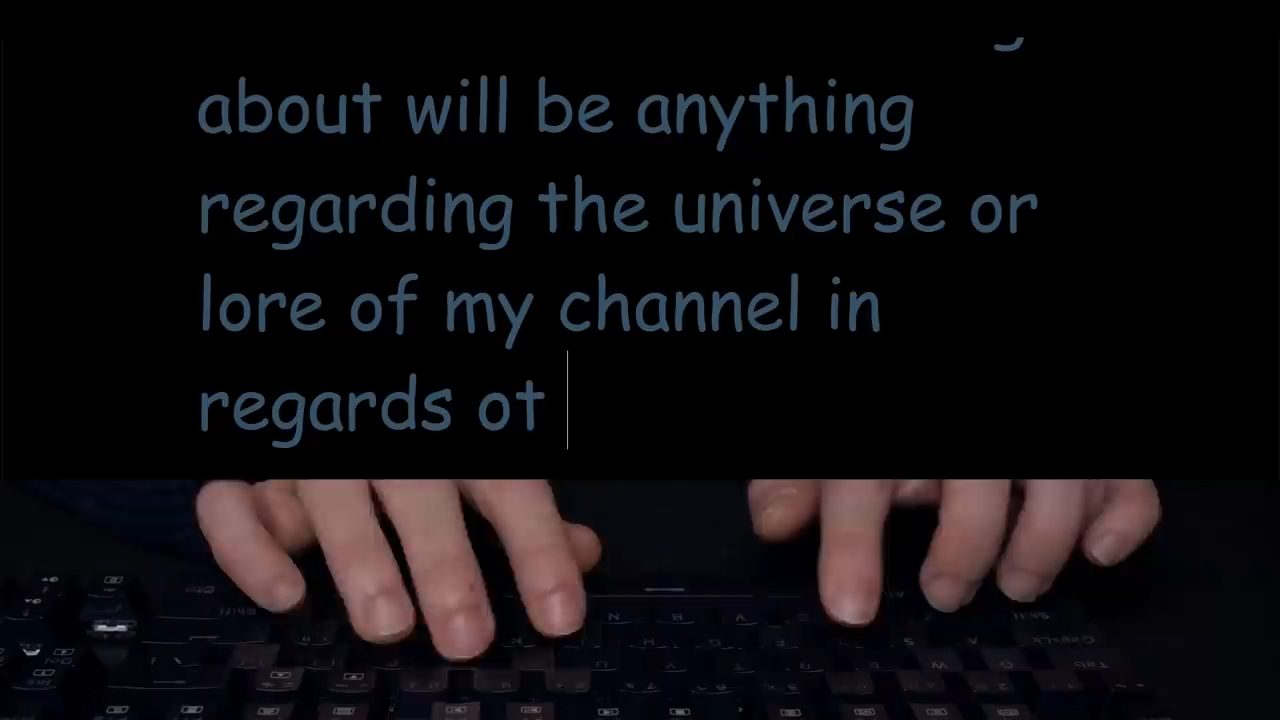 about will be anything
regarding the universe or
lore of my channel in
regards ot